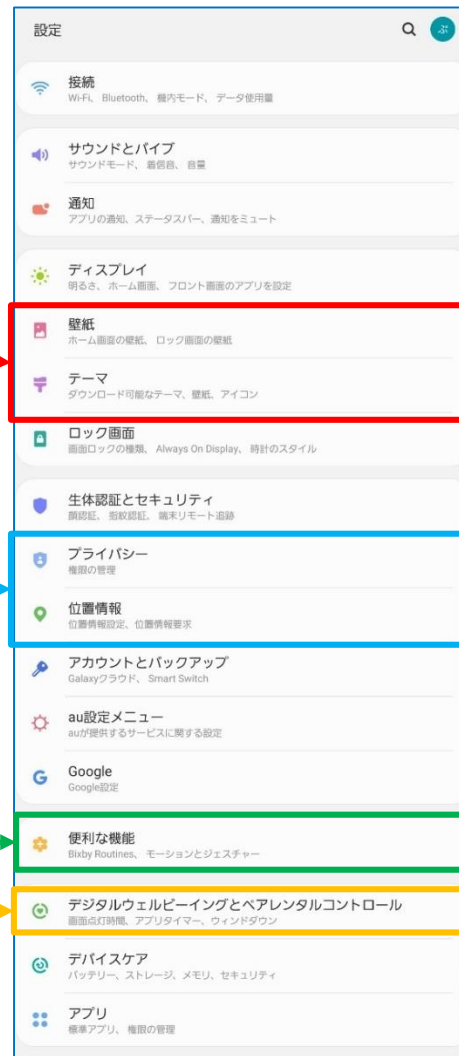 設定
ぷ
接続
Wi-Fi、 Bluetooth、 機内モード、 データ使用量
サウンドとバイブ
サウンドモード、 着信音、 音量
通知
アプリの通知、ステータスバー、通知をミュート
ディスプレイ
明るさ、 ホーム画面、 フロント画面のアプリを設定
壁紙
ホーム画面の壁紙、 ロック画面の壁紙
テーマ
ダウンロード可能なテーマ、壁紙、アイコン
ロック画面
画面ロックの種類、 Always On Display、 時計のスタイル
生体認証とセキュリティ
顔認証、 指紋認証、 端末リモート追跡
プライバシー
権限の管理
位置情報
位置情報設定、位置情報要求
アカウントとバックアップ
Galaxyクラウド、 Smart Switch
au設定メニュー
auが提供するサービスに関する設定
Google
Google設定
便利な機能
Bixby Routines、 モーションとジェスチャー
デジタルウェルビーイングとペアレンタルコントロール
画面点灯時間、アプリタイマー、ウィンドダウン
デバイスケア
バッテリー、ストレージ、メモリ、セキュリティ
アプリ
標準アプリ、 権限の管理